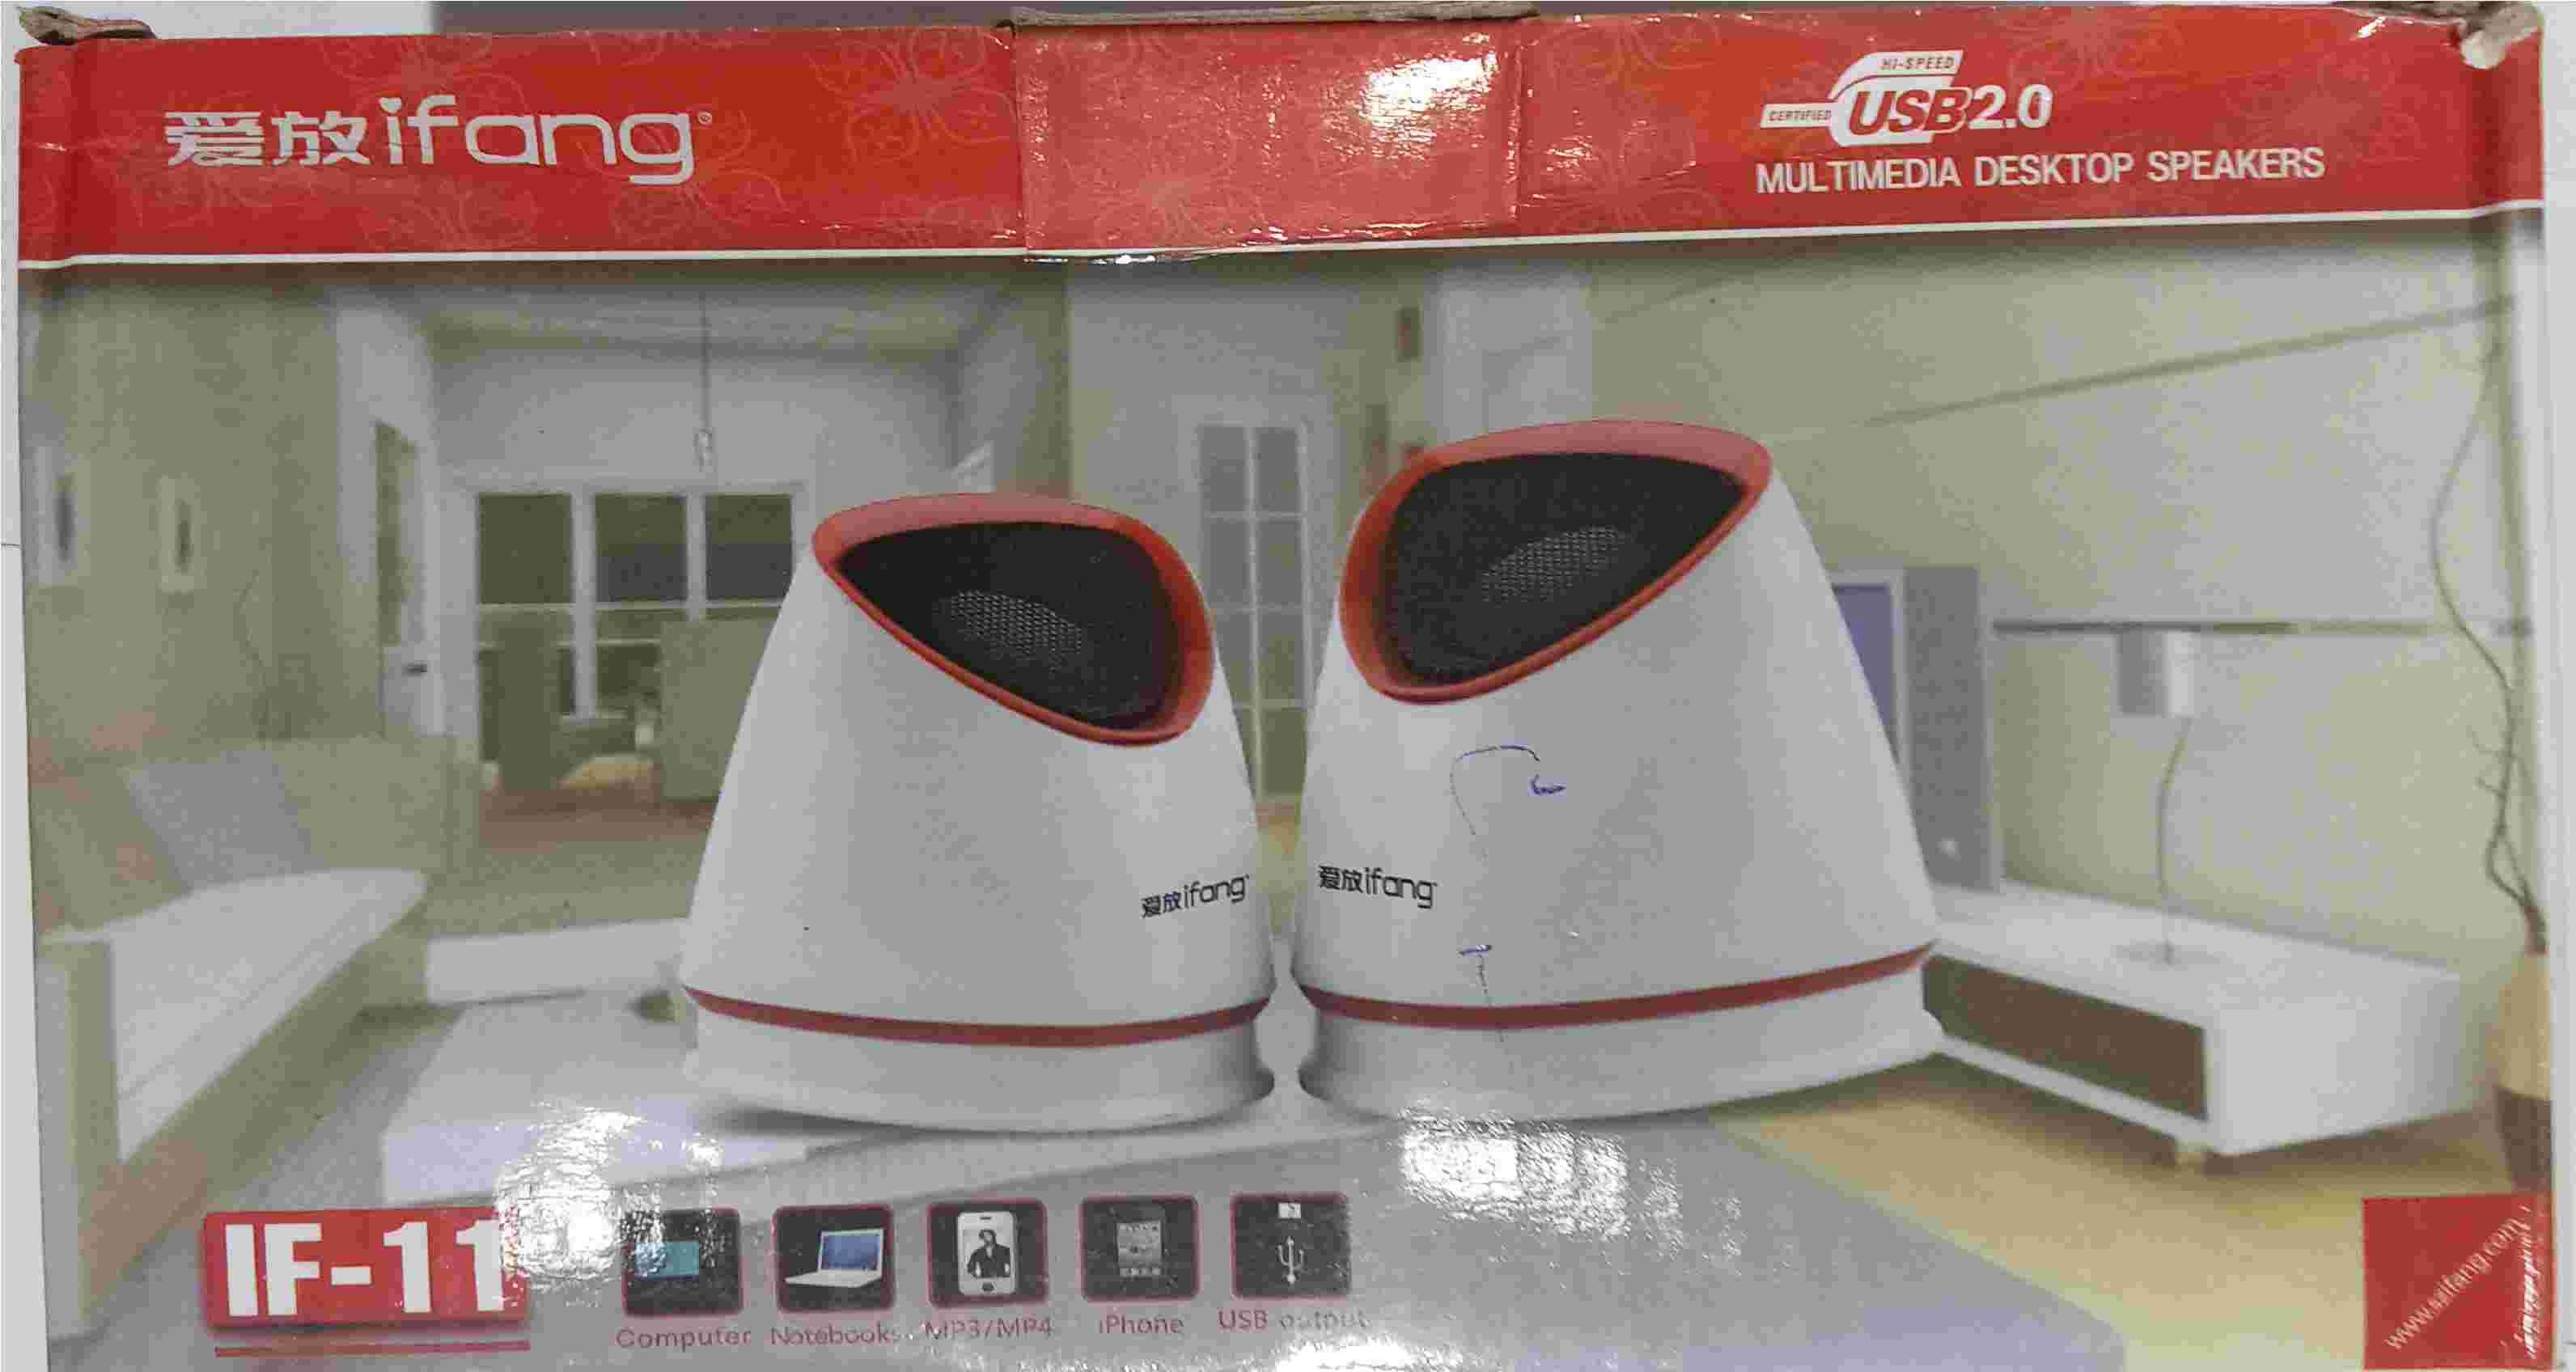 爱放ifang®
HI-SPEED
CERTIFIED USB2.0
MULTIMEDIA DESKTOP SPEAKERS
爱放ifang
爱放ifang
IF-11
Computer Notebooks MP3/MP4 iPhone USB output